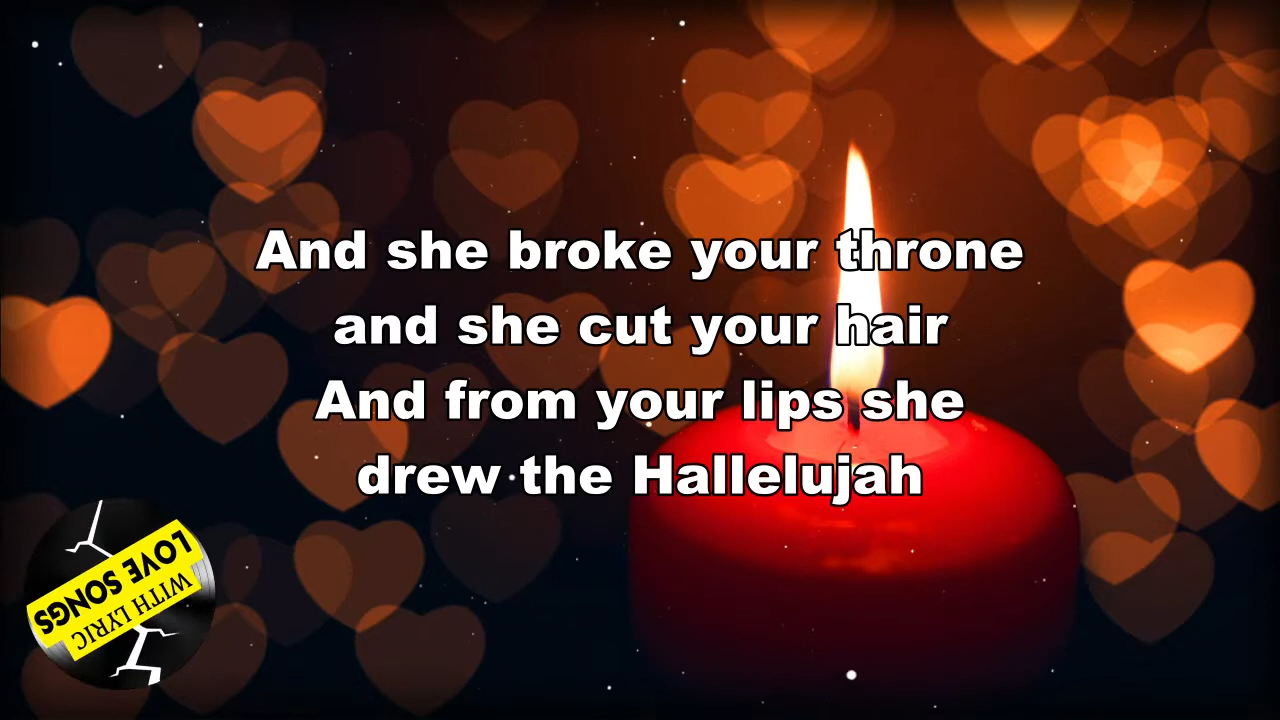 And she broke your throne
and she cut your hair
And from your lips she
drew the Hallelujah
LOVE SONGS
WITH LYRIC